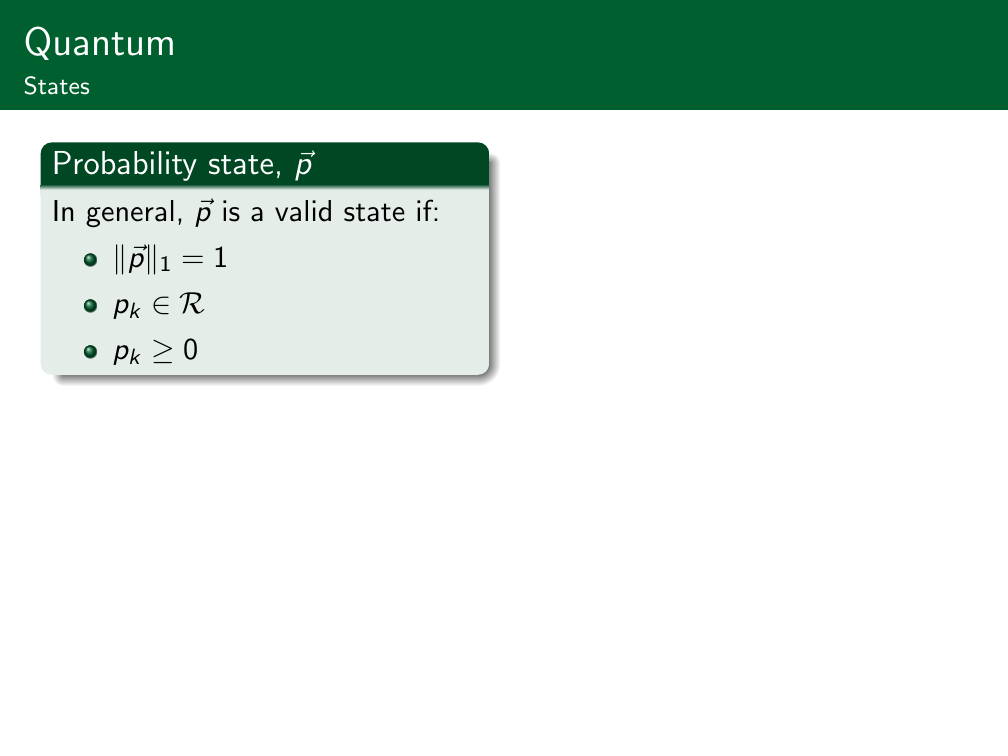 Quantum
States
Probability state, $\vec{p}$
In general, $\vec{p}$ is a valid state if:
$\|\vec{p}\|_1 = 1$
$p_k \in \mathcal{R}$
$p_k \geq 0$